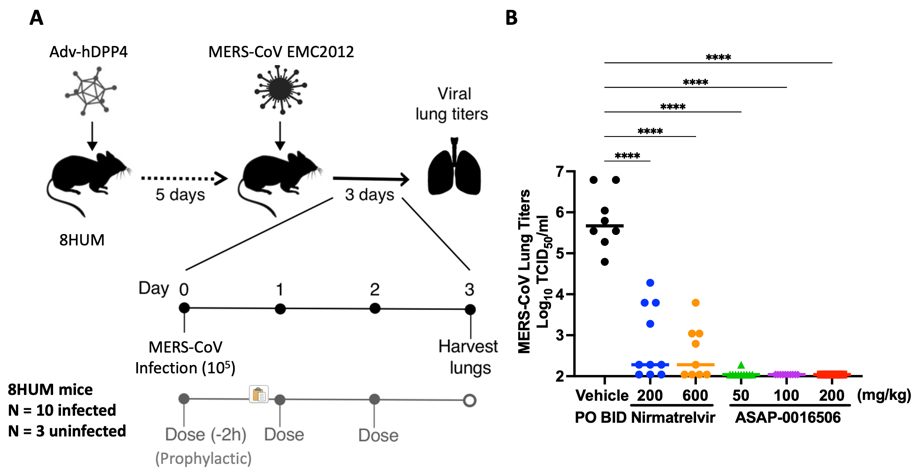 A
Adv-hDPP4
MERS-CoV EMC2012
Viral
lung titers
5 days
3 days
8HUM
Day 0 1 2 3
MERS-CoV
Infection (10⁵)
Harvest
lungs
8HUM mice
N = 10 infected
N = 3 uninfected
Dose (-2h) Dose Dose
(Prophylactic)
B
****
****
****
****
****
MERS-CoV Lung Titers
Log₁₀ TCID₅₀/ml
7
6
5
4
3
2
Vehicle 200 600 50 100 200 (mg/kg)
PO BID Nirmatrelvir ASAP-0016506